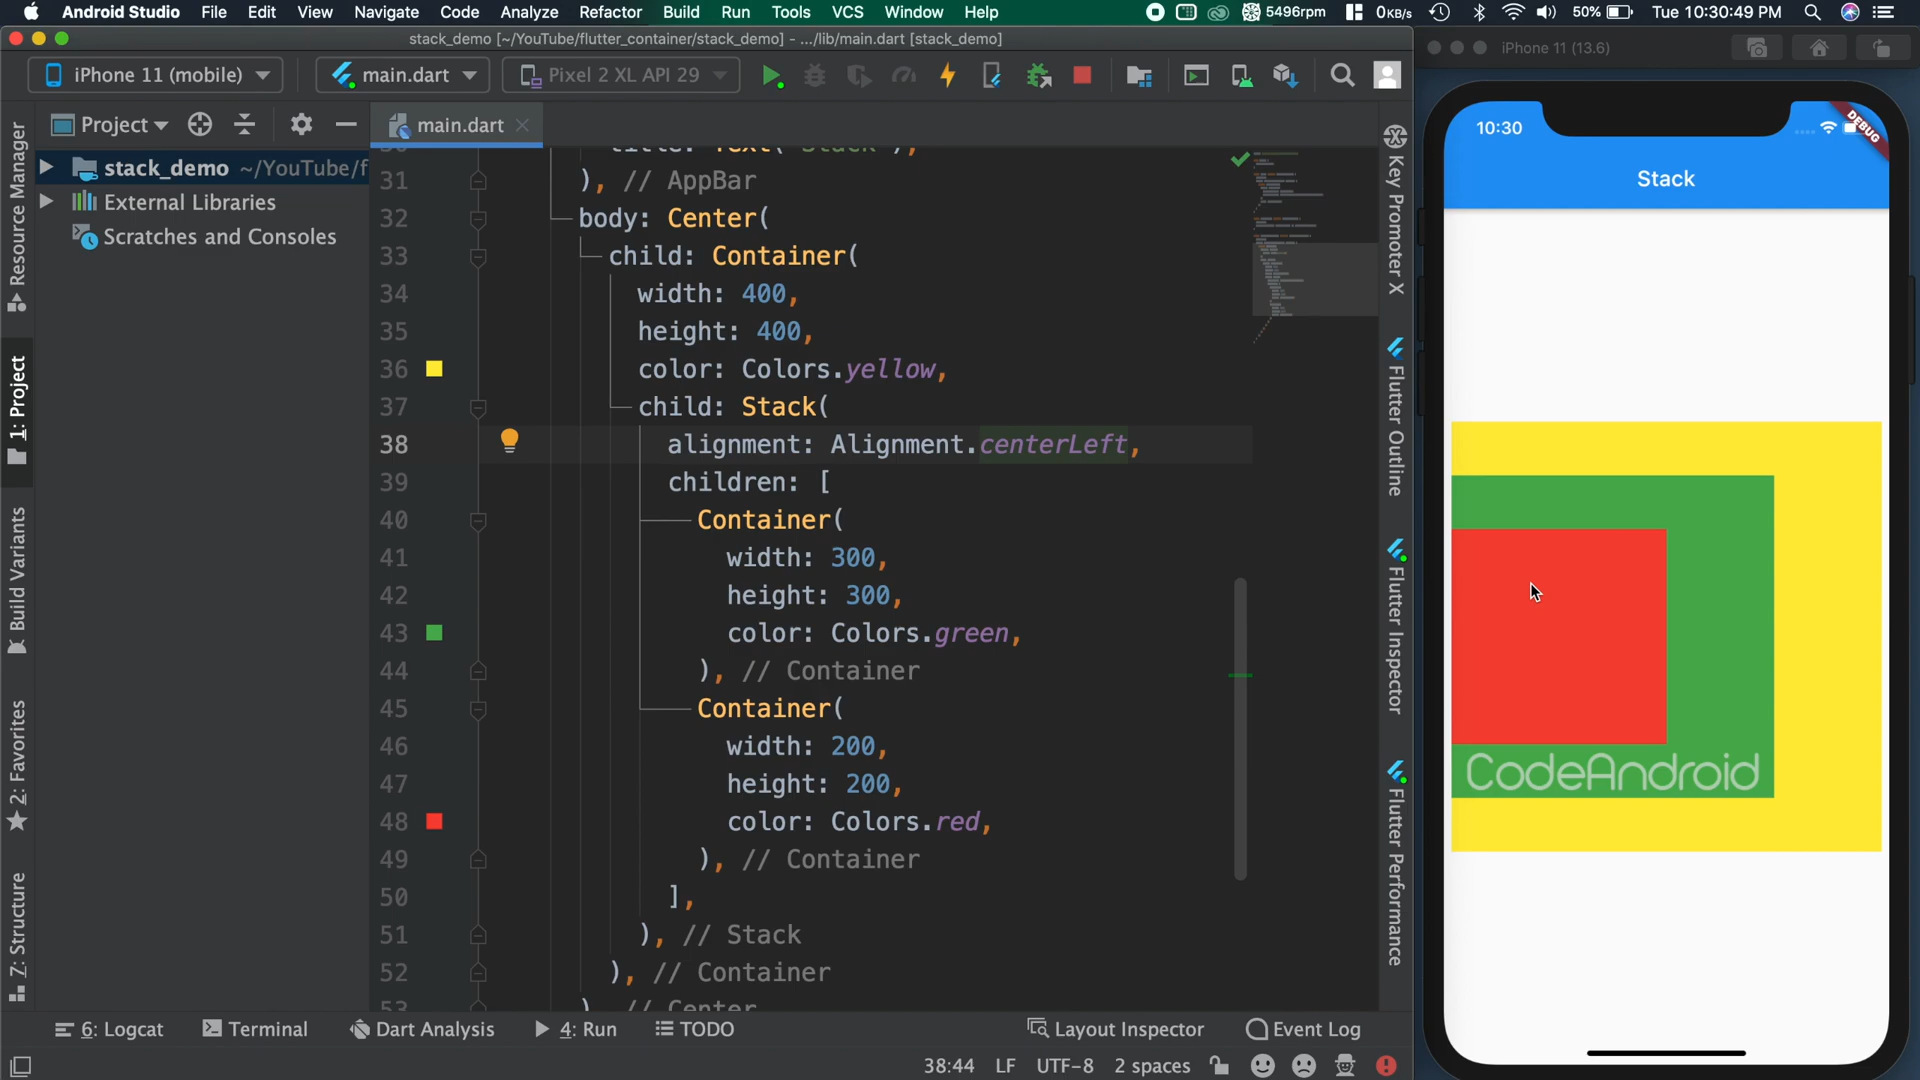 Android Studio File Edit View Navigate Code Analyze Refactor Build Run Tools VCS Window Help 5496rpm 0KB/s 50% Tue 10:30:49 PM
stack_demo [~/YouTube/flutter_container/stack_demo] - .../lib/main.dart [stack_demo]
iPhone 11 (13.6)
iPhone 11 (mobile) main.dart Pixel 2 XL API 29
Project main.dart
stack_demo ~/YouTube/f
External Libraries
Scratches and Consoles
Resource Manager
1: Project
Build Variants
2: Favorites
Z: Structure
title: Text("Stack"),
31 ), // AppBar
32 body: Center(
33 child: Container(
34 width: 400,
35 height: 400,
36 color: Colors.yellow,
37 child: Stack(
38 alignment: Alignment.centerLeft,
39 children: [
40 Container(
41 width: 300,
42 height: 300,
43 color: Colors.green,
44 ), // Container
45 Container(
46 width: 200,
47 height: 200,
48 color: Colors.red,
49 ), // Container
50 ],
51 ), // Stack
52 ), // Container
53 ), // Center
Key Promoter X
Flutter Outline
Flutter Inspector
Flutter Performance
10:30
DEBUG
Stack
CodeAndroid
6: Logcat Terminal Dart Analysis 4: Run TODO Layout Inspector Event Log
38:44 LF UTF-8 2 spaces